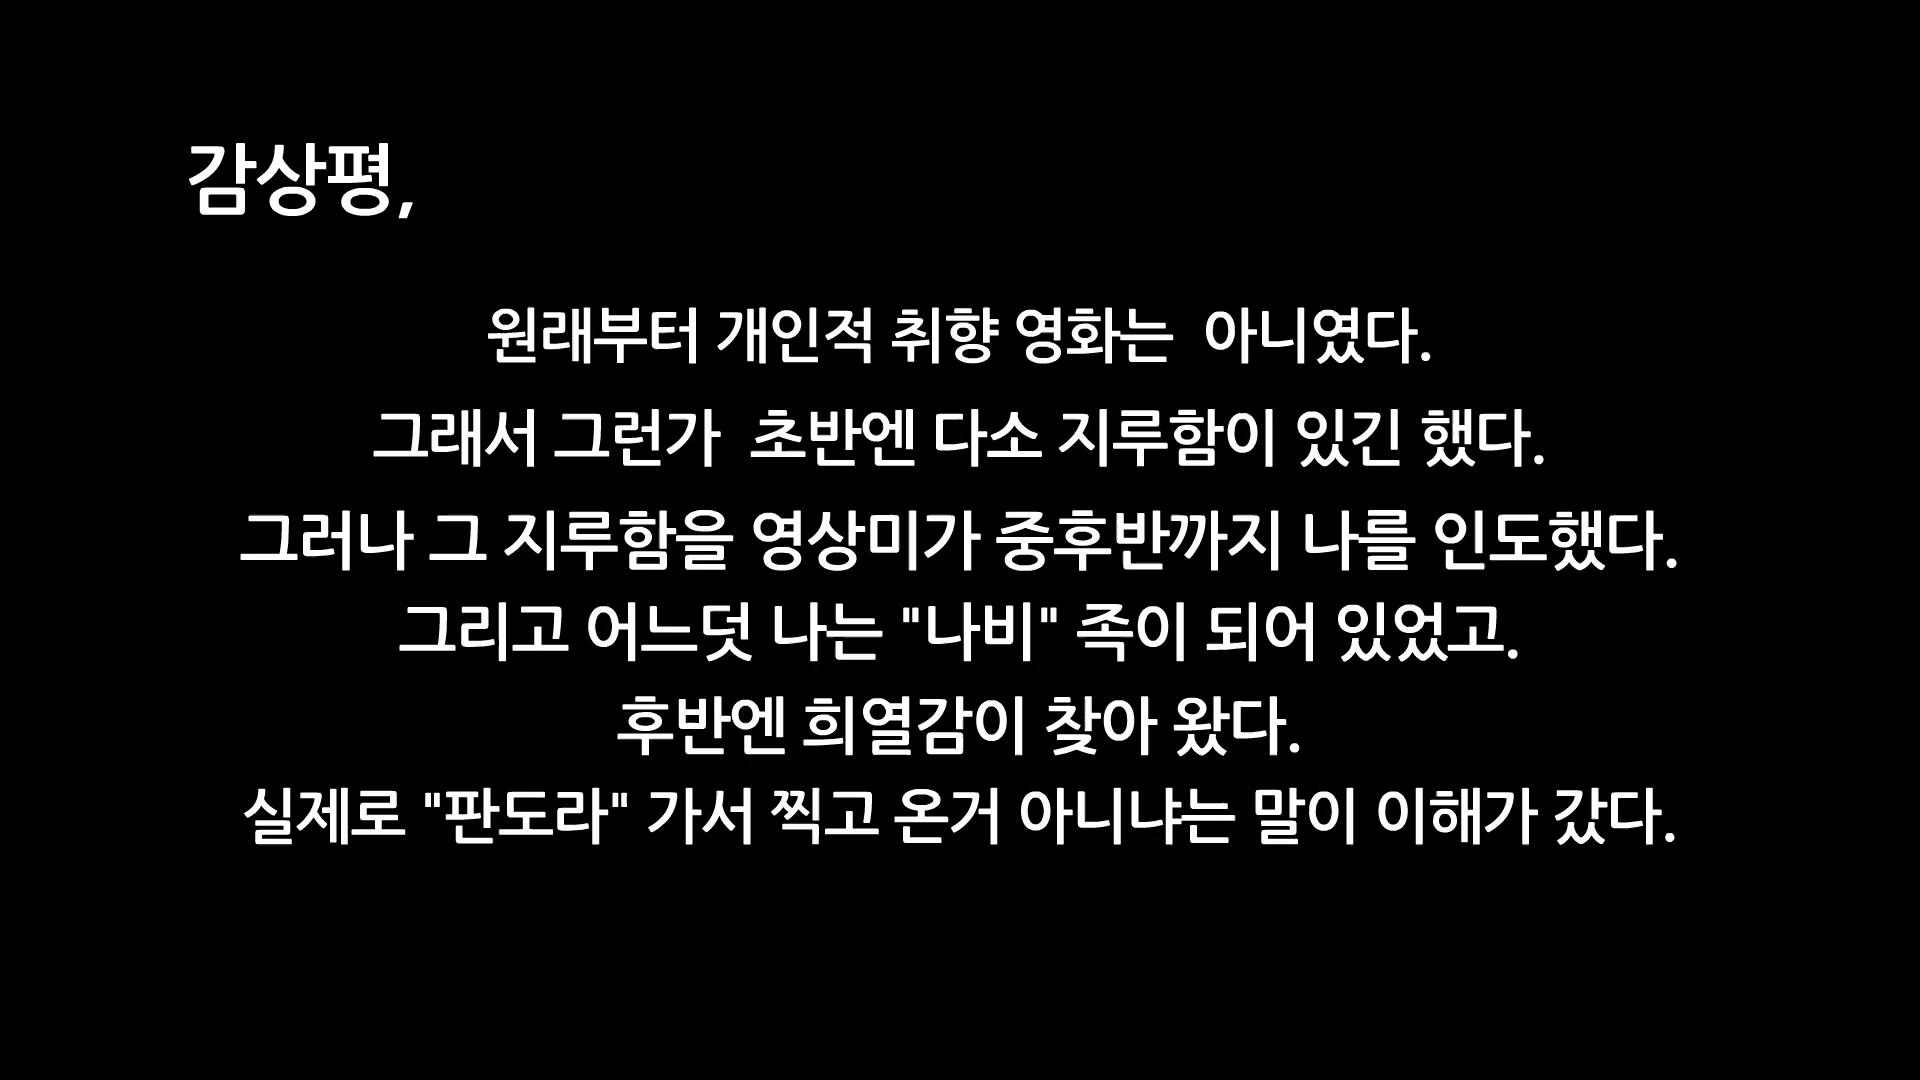 감상평,
원래부터 개인적 취향 영화는  아니였다.
그래서 그런가  초반엔 다소 지루함이 있긴 했다.
그러나 그 지루함을 영상미가 중후반까지 나를 인도했다.
그리고 어느덧 나는 "나비" 족이 되어 있었고.
후반엔 희열감이 찾아 왔다.
실제로 "판도라" 가서 찍고 온거 아니냐는 말이 이해가 갔다.